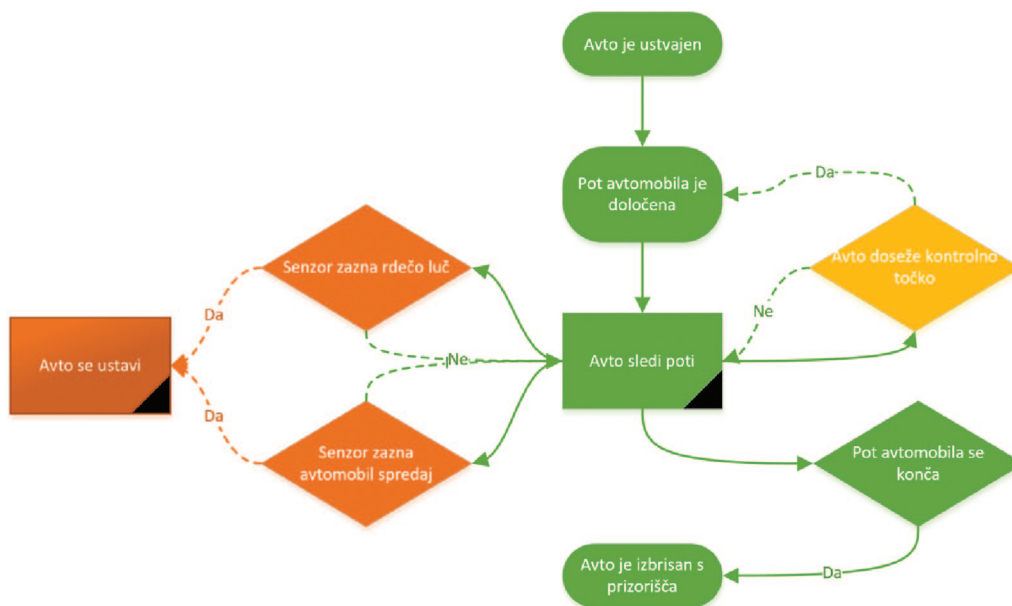 Avto je ustvajen
Pot avtomobila je
določena
Da
Senzor zazna rdečo luč
Avto doseže kontrolno
točko
Da
Ne
Avto se ustavi
Ne
Avto sledi poti
Da
Senzor zazna
avtomobil spredaj
Pot avtomobila se
konča
Avto je izbrisan s
prizorišča
Da